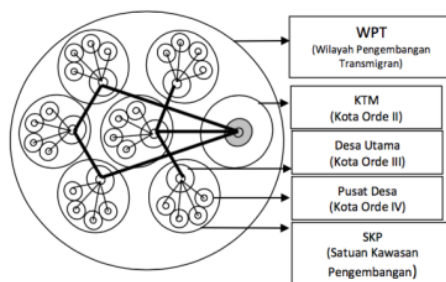 WPT
(Wilayah Pengembangan
Transmigran)
KTM
(Kota Orde II)
Desa Utama
(Kota Orde III)
Pusat Desa
(Kota Orde IV)
SKP
(Satuan Kawasan
Pengembangan)